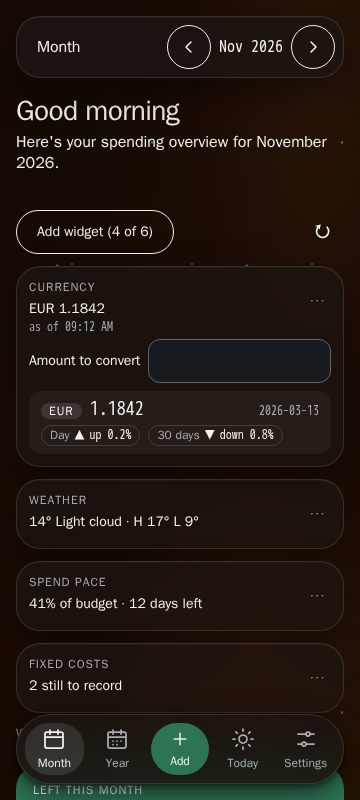 Month
Nov 2026
Good morning
Here's your spending overview for November
2026.
Add widget (4 of 6)
CURRENCY
...
EUR 1.1842
as of 09:12 AM
Amount to convert
EUR 1.1842 2026-03-13
Day ▲ up 0.2% 30 days ▼ down 0.8%
WEATHER
...
14° Light cloud · H 17° L 9°
SPEND PACE
...
41% of budget · 12 days left
FIXED COSTS
...
2 still to record
Month Year Add Today Settings
LEFT THIS MONTH